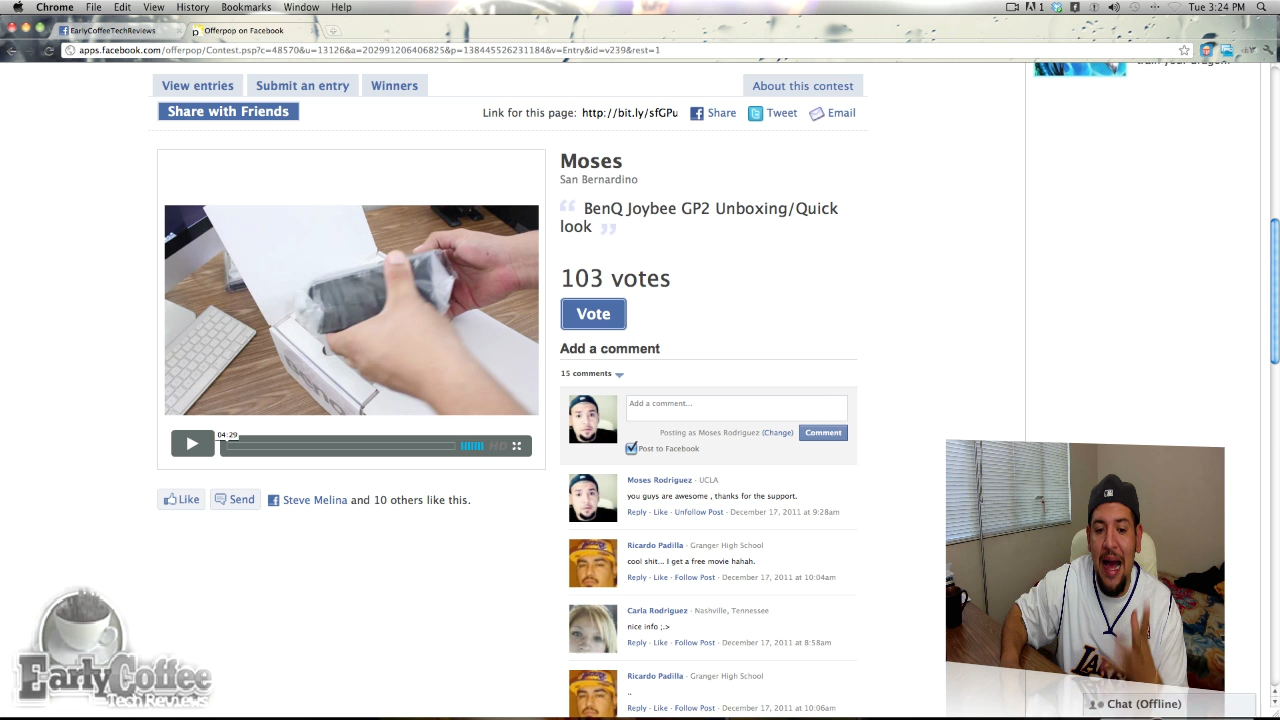 Chrome File Edit View History Bookmarks Window Help
1 Tue 3:24 PM
EarlyCoffeeTechReviews
Offerpop on Facebook
apps.facebook.com/offerpop/Contest.psp?c=48570&u=13126&a=202991206406825&p=138445526231184&v=Entry&id=v239&rest=1
View entries Submit an entry Winners About this contest
Share with Friends Link for this page: http://bit.ly/sfGPu Share Tweet Email
Moses
San Bernardino
“ BenQ Joybee GP2 Unboxing/Quick
look ”
103 votes
Vote
Add a comment
15 comments
Add a comment...
Posting as Moses Rodriguez (Change) Comment
Post to Facebook
04:29
HD
Like Send Steve Melina and 10 others like this.
Moses Rodriguez · UCLA
you guys are awesome , thanks for the support.
Reply · Like · Unfollow Post · December 17, 2011 at 9:28am
Ricardo Padilla · Granger High School
cool shit... I get a free movie hahah.
Reply · Like · Follow Post · December 17, 2011 at 10:04am
Carla Rodriguez · Nashville, Tennessee
nice info ;.>
Reply · Like · Follow Post · December 17, 2011 at 8:58am
Ricardo Padilla · Granger High School
..
Reply · Like · Follow Post · December 17, 2011 at 10:06am
EarlyCoffee
TechReviews
LA
Chat (Offline)